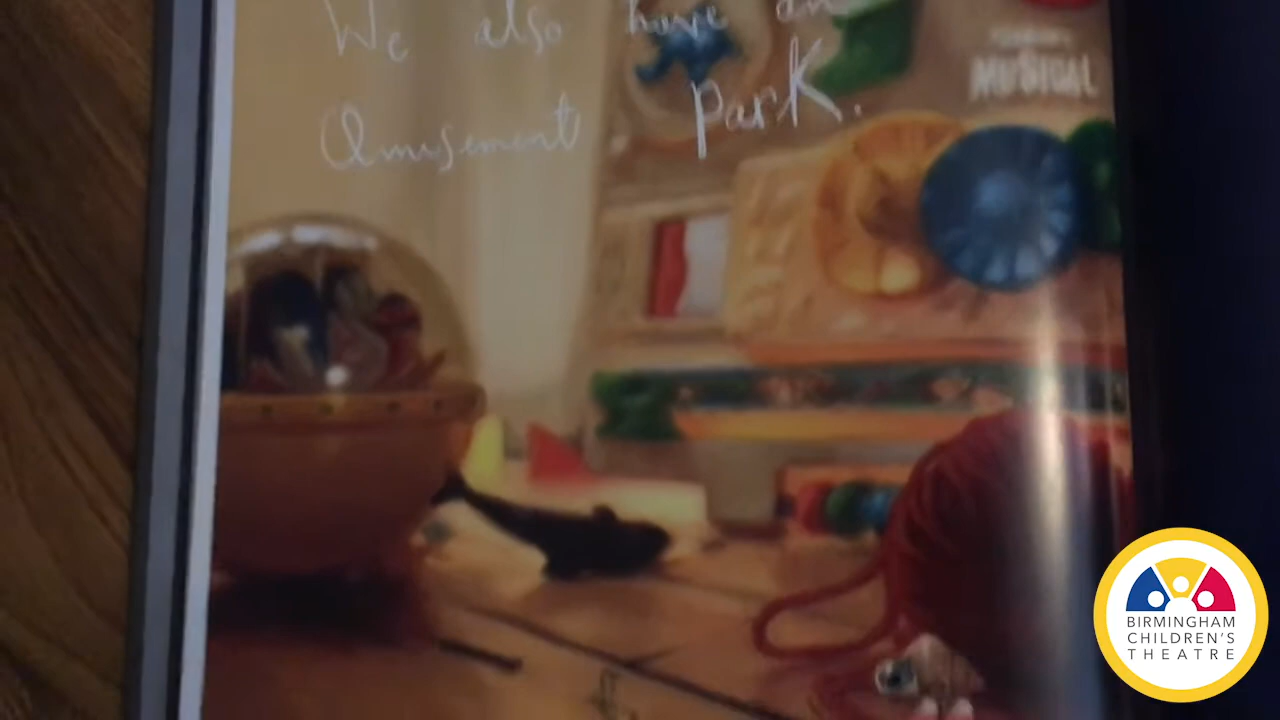 We also have an
Amusement Park.
MUSICAL
BIRMINGHAM
CHILDREN'S
THEATRE